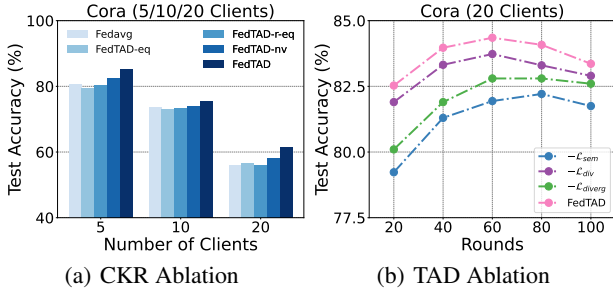 Cora (5/10/20 Clients)
Test Accuracy (%)
100
80
60
40
Fedavg
FedTAD-eq
FedTAD-r-eq
FedTAD-nv
FedTAD
5
10
20
Number of Clients
(a) CKR Ablation
Cora (20 Clients)
Test Accuracy (%)
85.0
82.5
80.0
77.5
−ℒsem
−ℒdiv
−ℒdiverg
FedTAD
20
40
60
80
100
Rounds
(b) TAD Ablation